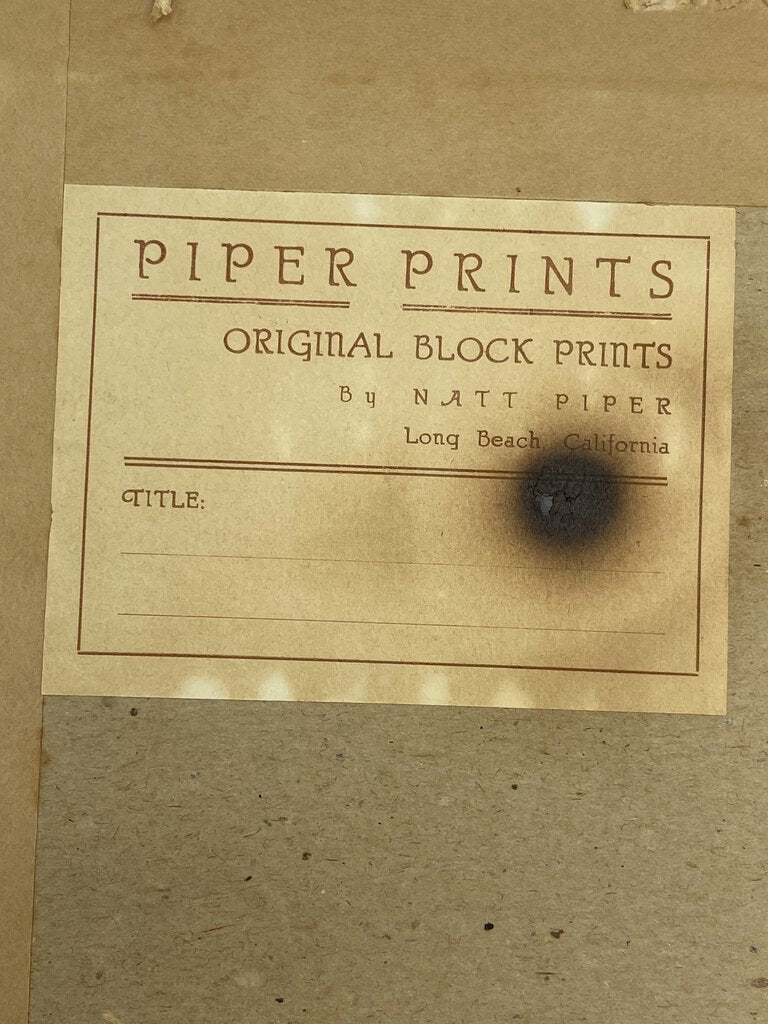 PIPER PRINTS
ORIGINAL BLOCK PRINTS
By NATT PIPER
Long Beach, California
TITLE: